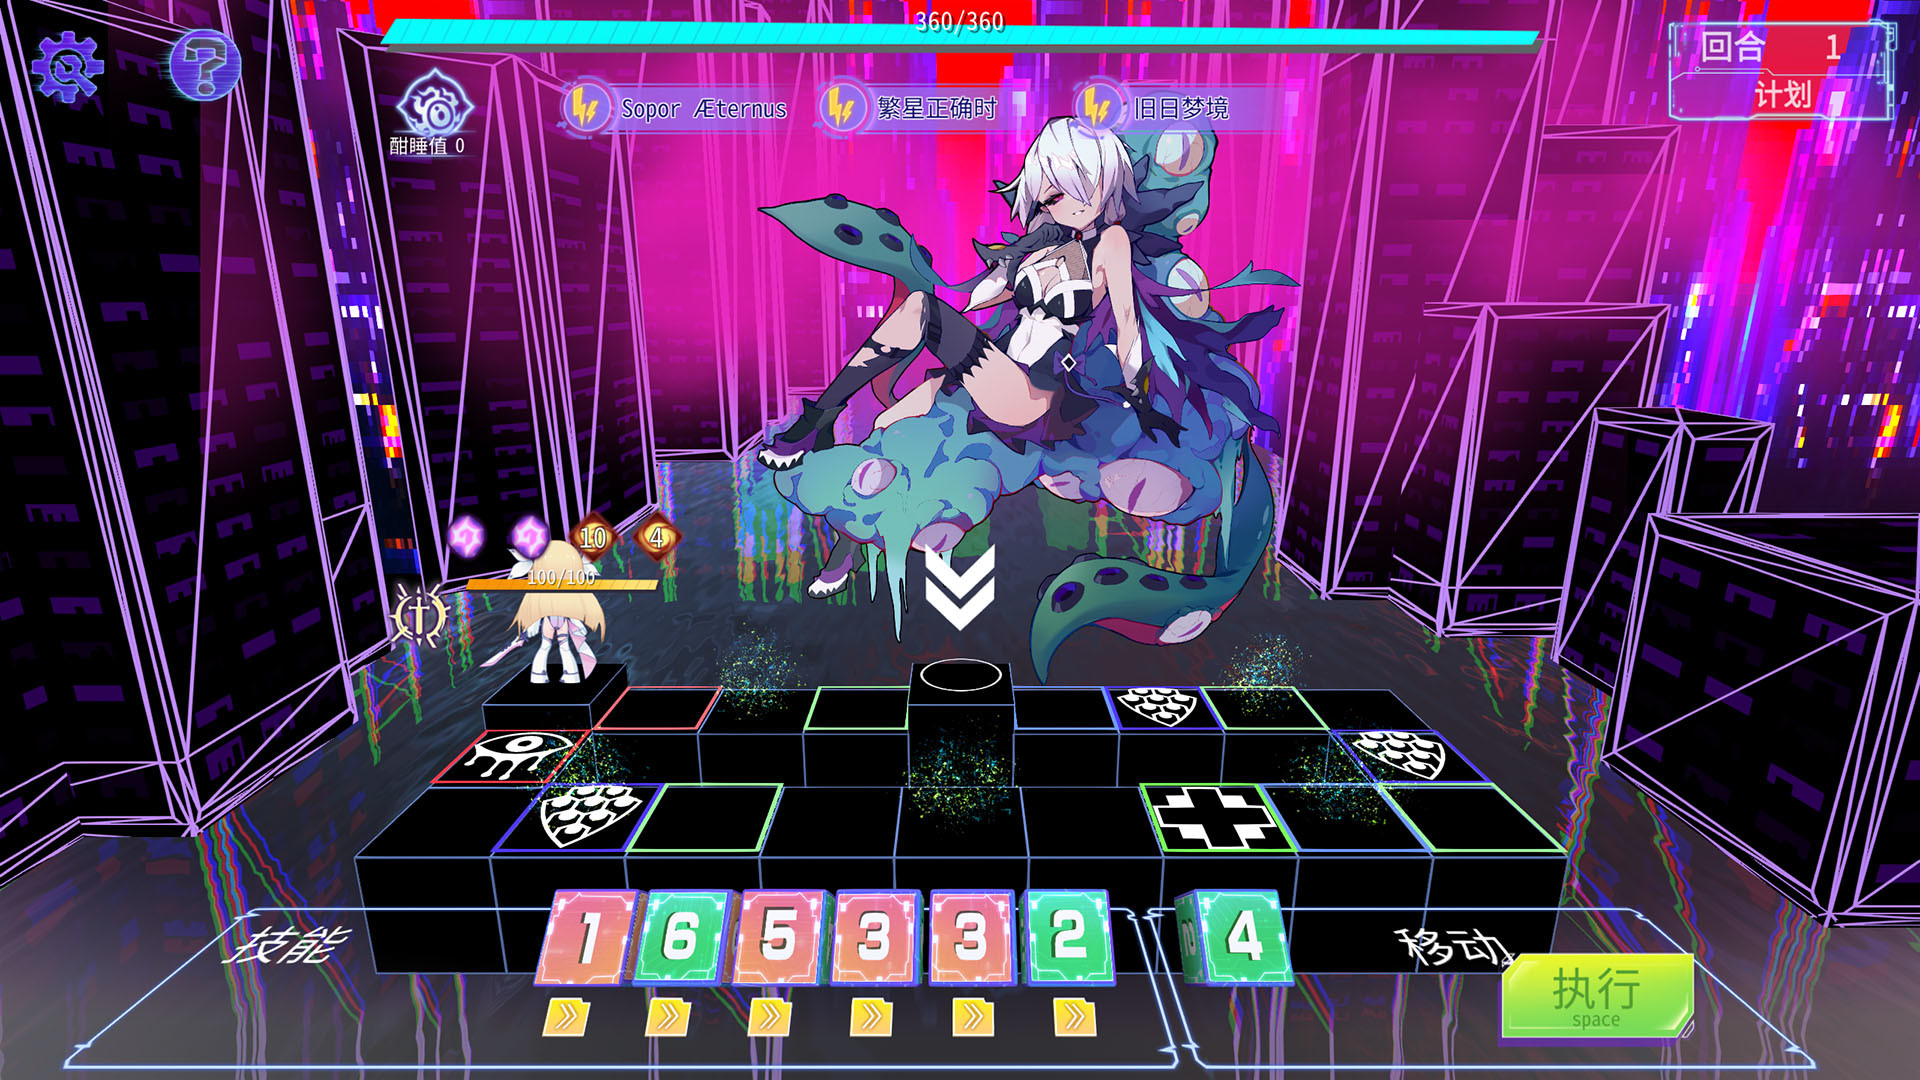 360/360
回合 1
计划
酣睡值 0
Sopor Æternus
繁星正确时
旧日梦境
10
4
100/100
技能
1 6 5 3 3 2
4
移动
执行
space